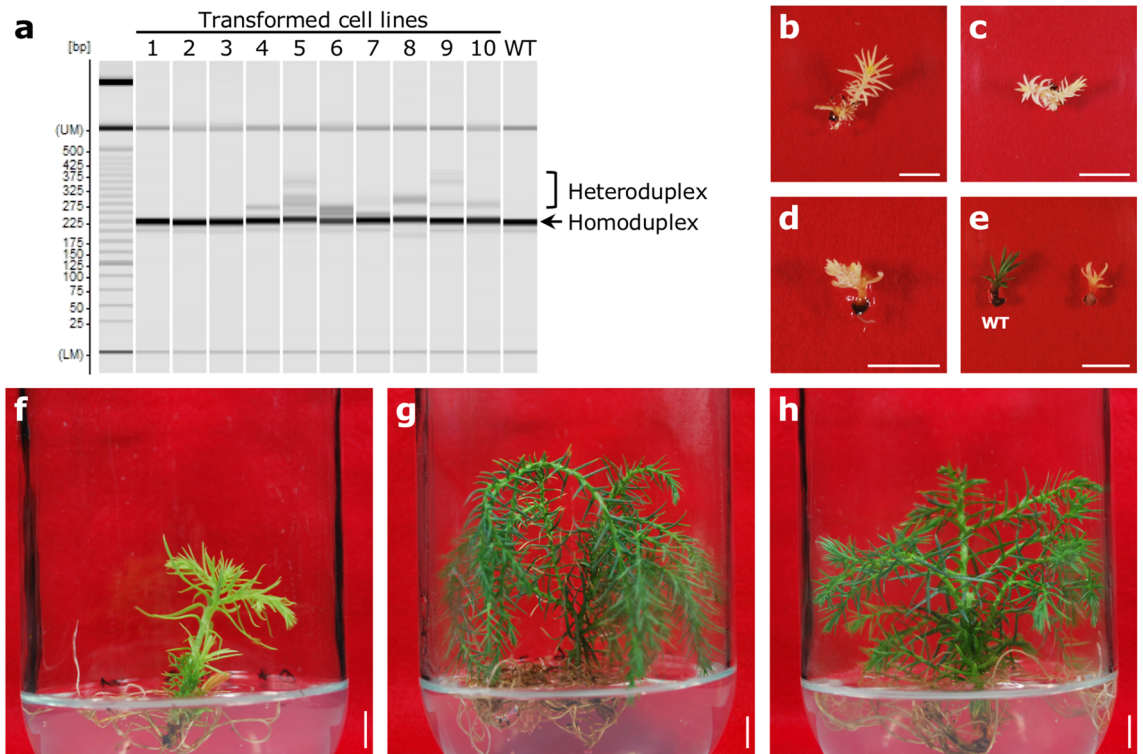 a
Transformed cell lines
[bp] 1 2 3 4 5 6 7 8 9 10 WT
(UM)
500
425
375
325
275
225
175
150
125
100
75
50
25
(LM)
Heteroduplex
Homoduplex
b
c
d
e
WT
f
g
h